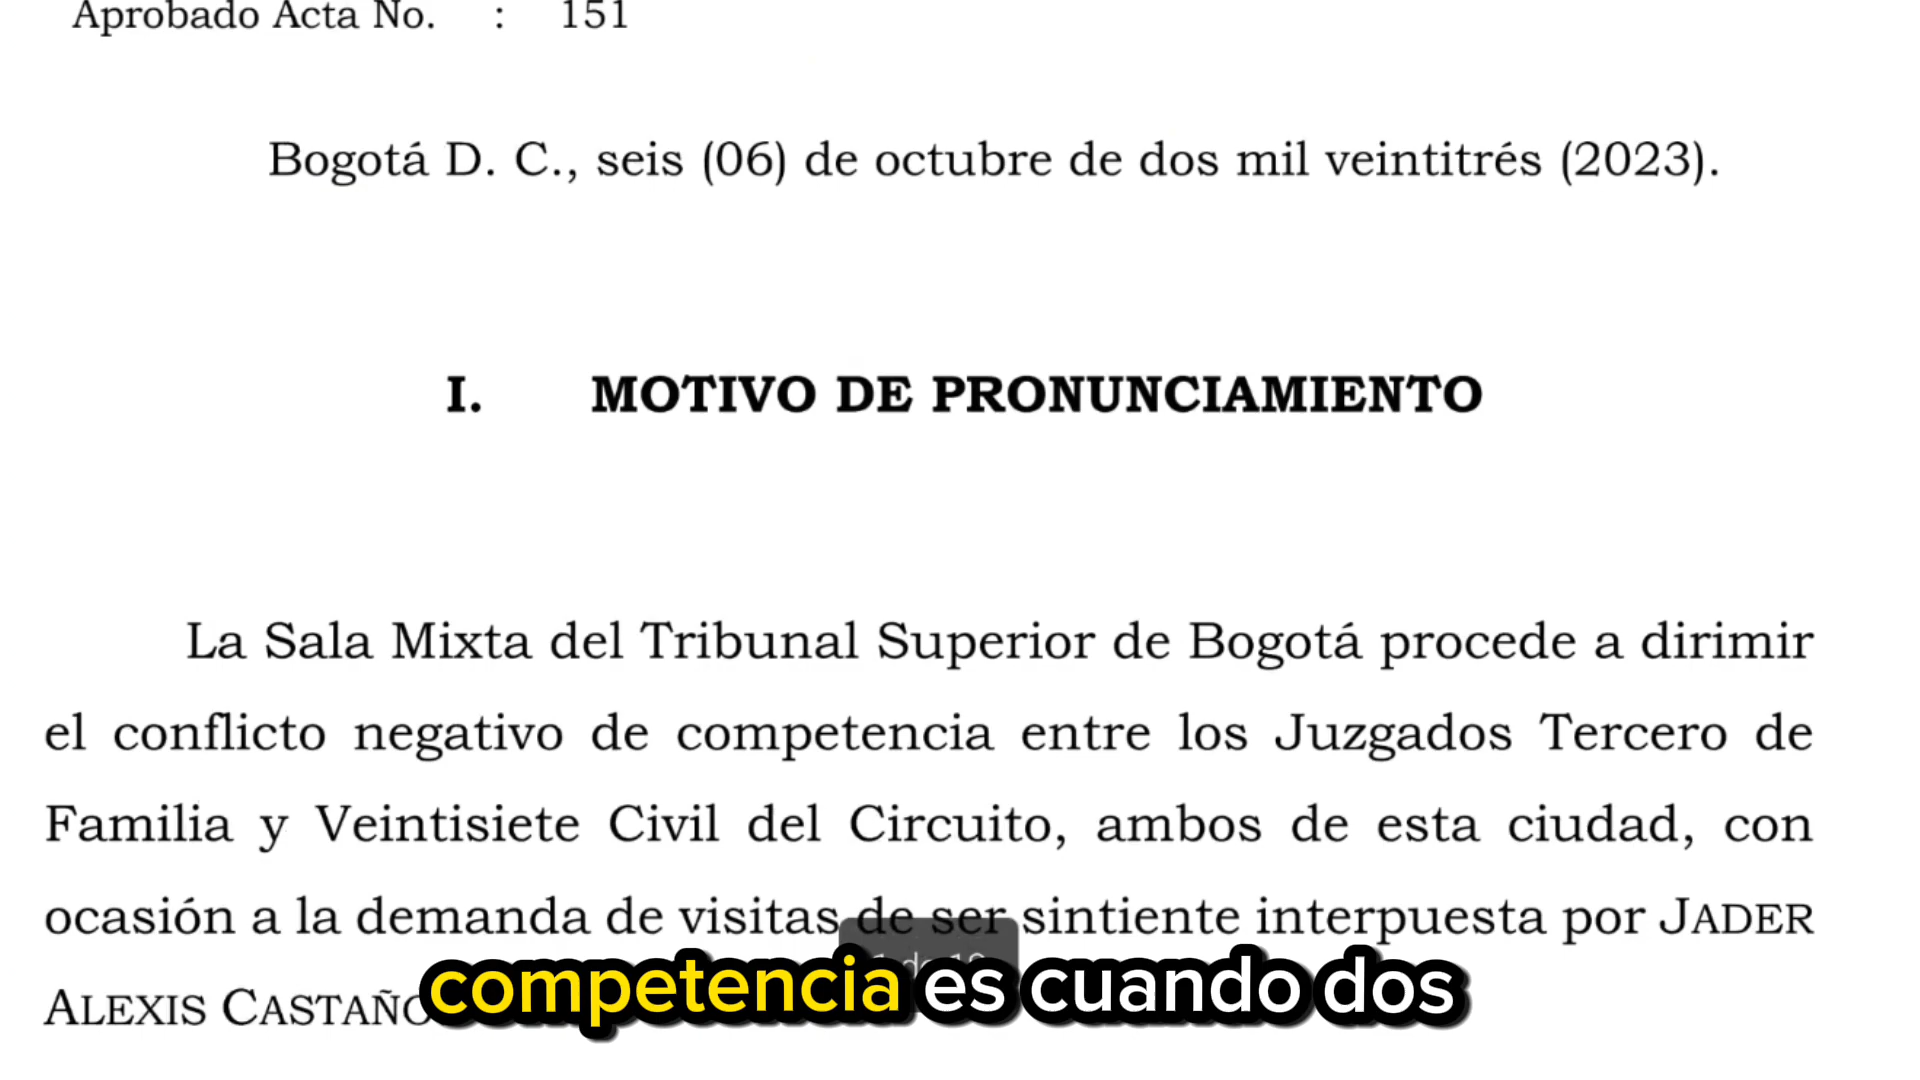 Aprobado Acta No. : 151
Bogotá D. C., seis (06) de octubre de dos mil veintitrés (2023).
I. MOTIVO DE PRONUNCIAMIENTO
La Sala Mixta del Tribunal Superior de Bogotá procede a dirimir
el conflicto negativo de competencia entre los Juzgados Tercero de
Familia y Veintisiete Civil del Circuito, ambos de esta ciudad, con
ocasión a la demanda de visitas de ser sintiente interpuesta por JADER
ALEXIS CASTAÑO
competencia es cuando dos